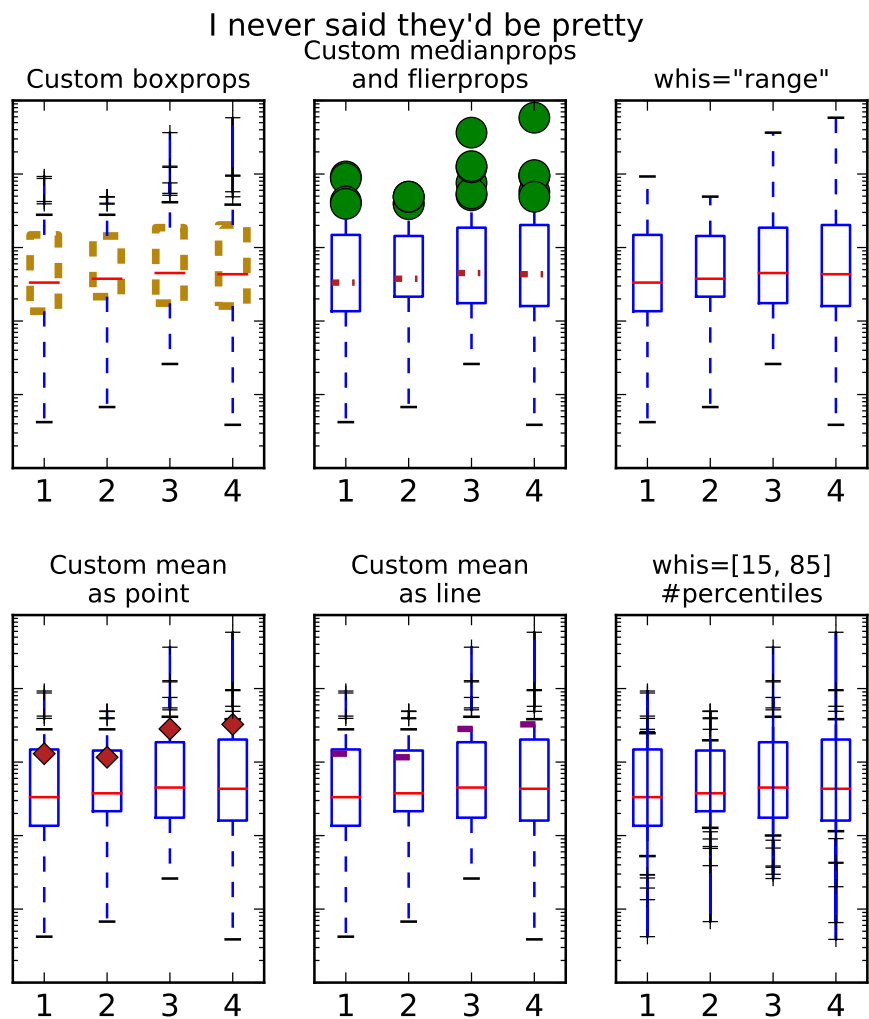 I never said they'd be pretty
Custom boxprops
Custom medianprops
and flierprops
whis="range"
1 2 3 4
1 2 3 4
1 2 3 4
Custom mean
as point
Custom mean
as line
whis=[15, 85]
#percentiles
1 2 3 4
1 2 3 4
1 2 3 4